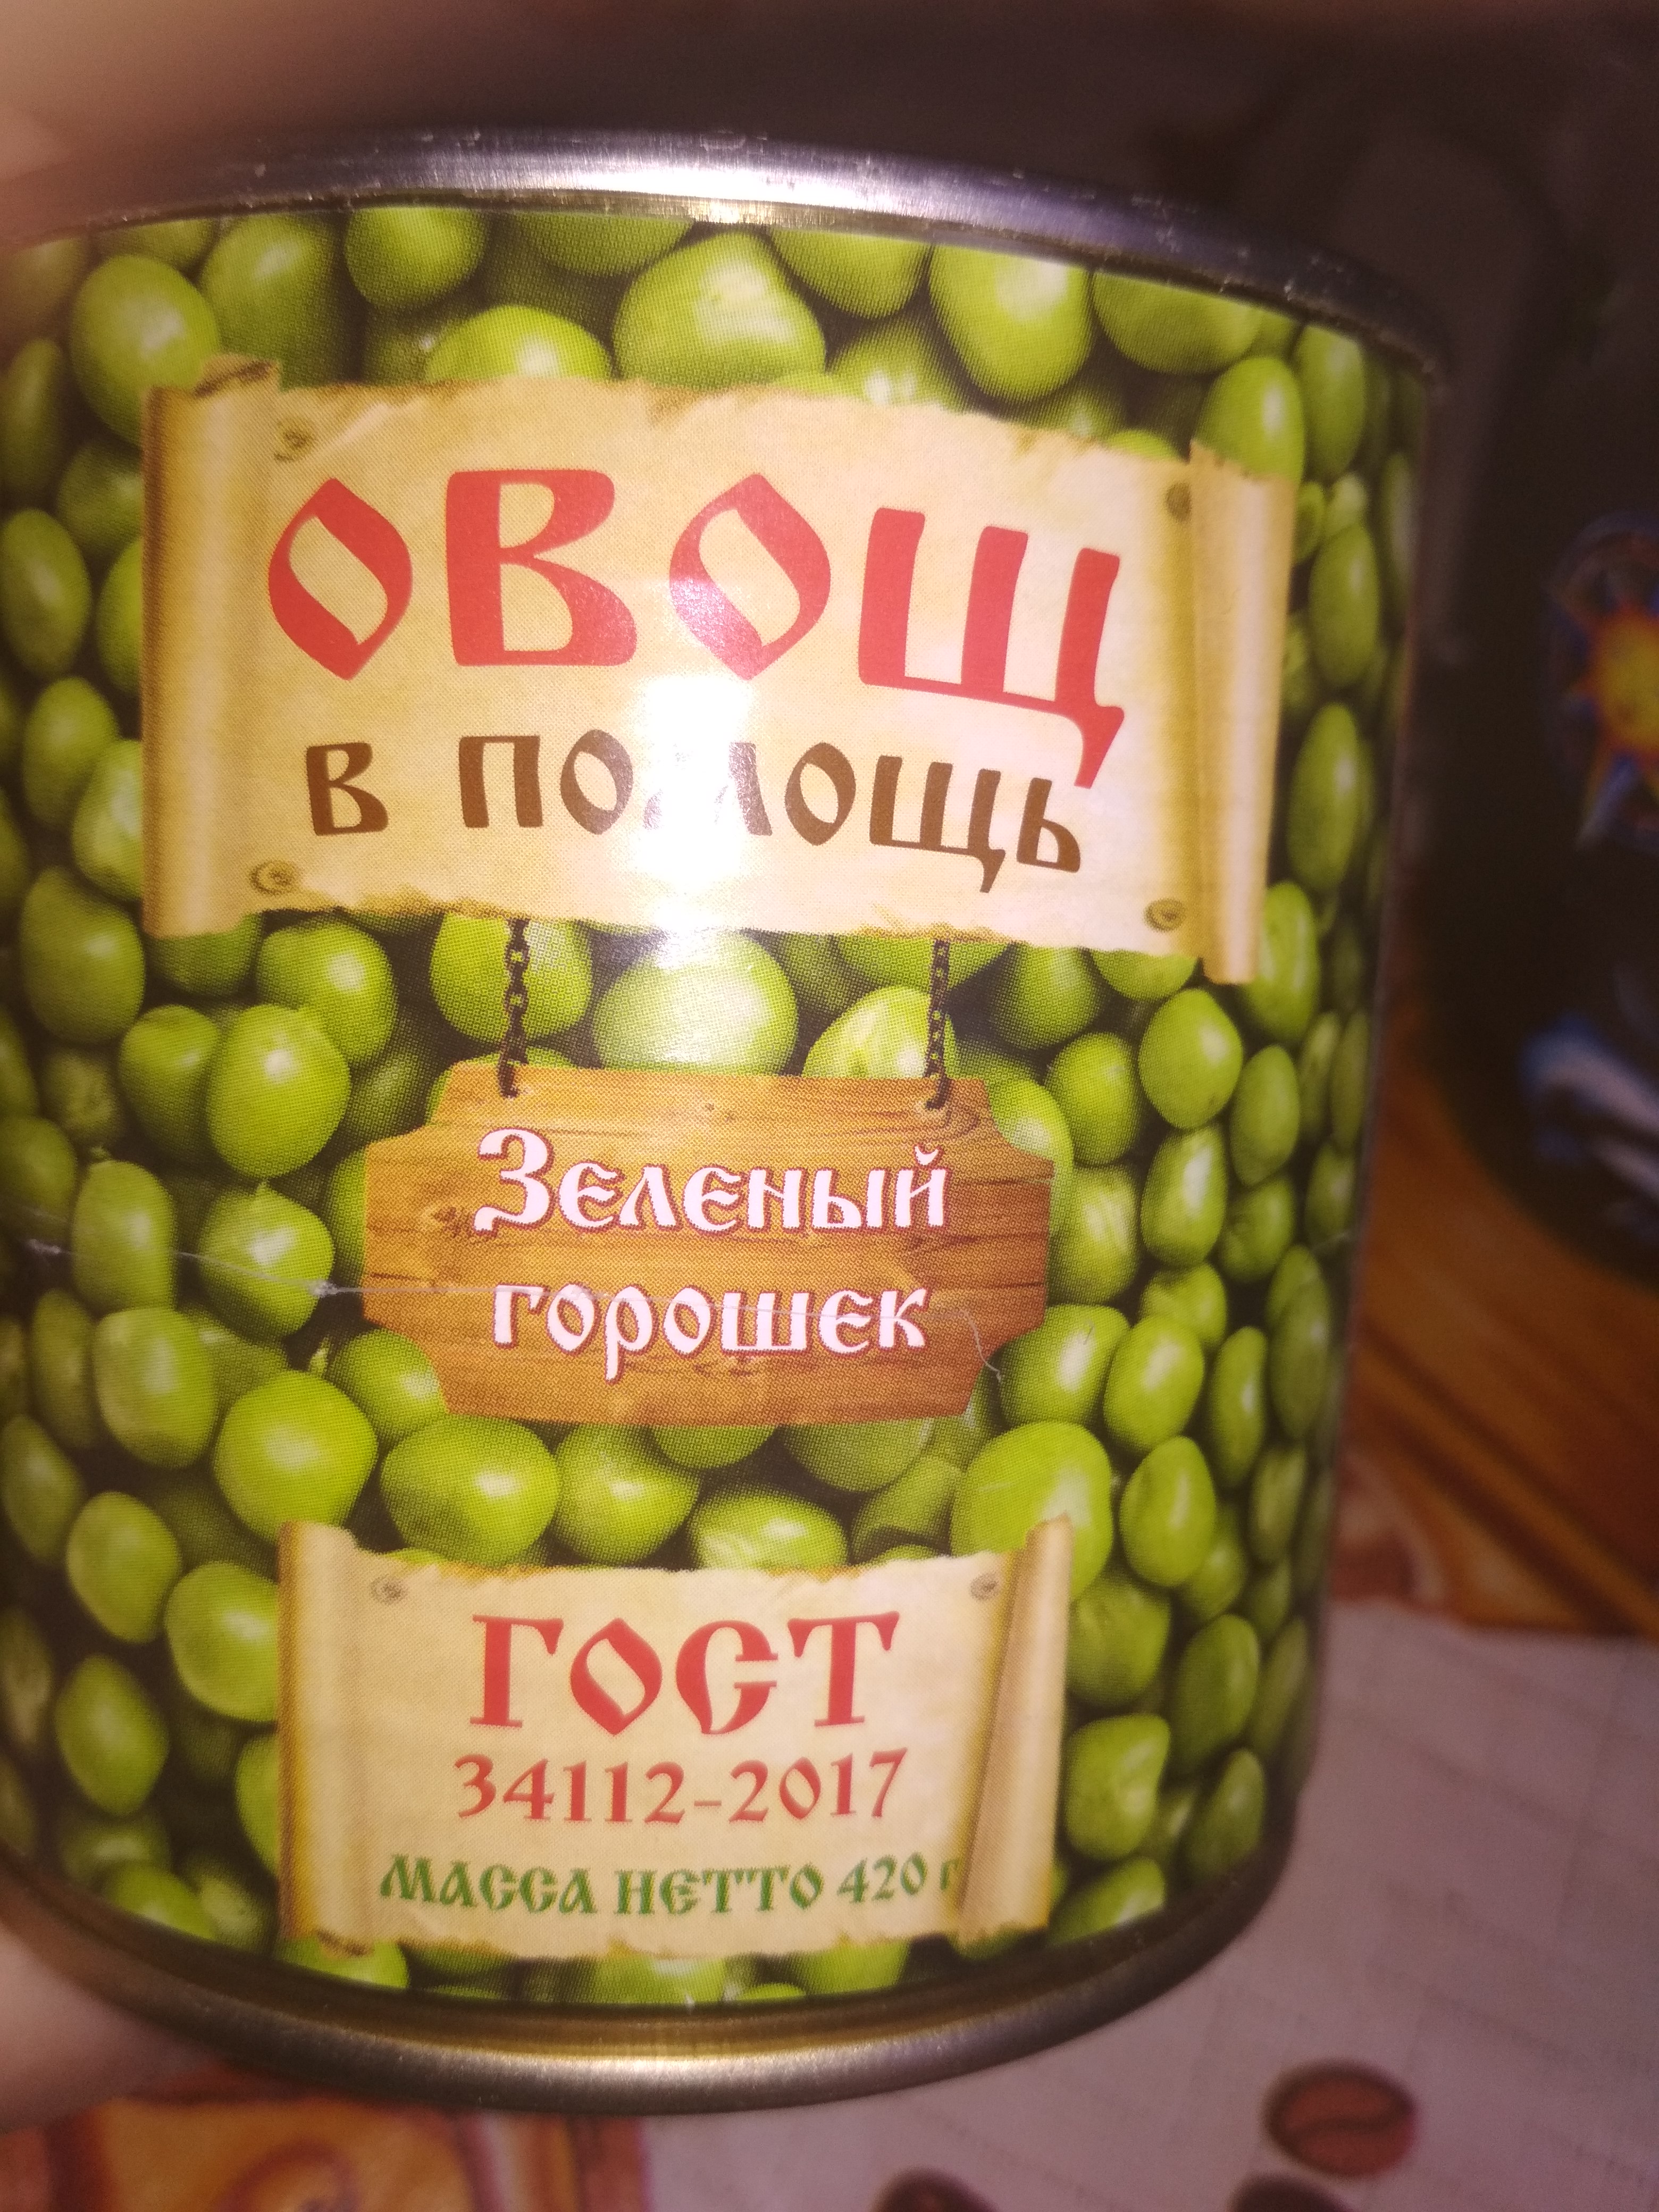 ОВОЩ
В ПОМОЩЬ
Зеленый
горошек
ГОСТ
34112-2017
МАССА НЕТТО 420 г